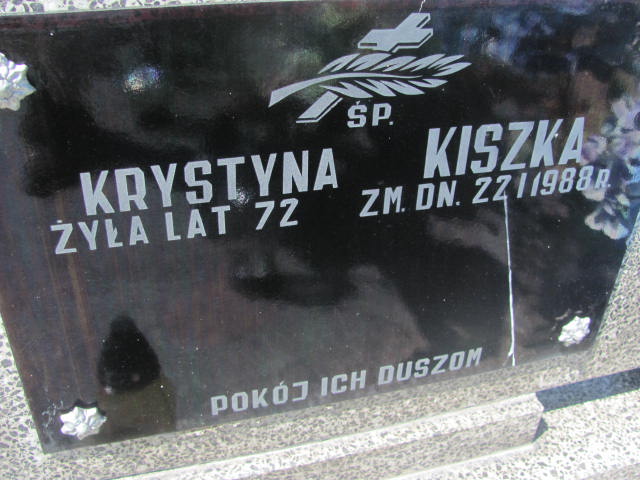 ŚP.
KRYSTYNA KISZKA
ŻYŁA LAT 72 ZM. DN. 22 I 1988 R.
POKÓJ ICH DUSZOM